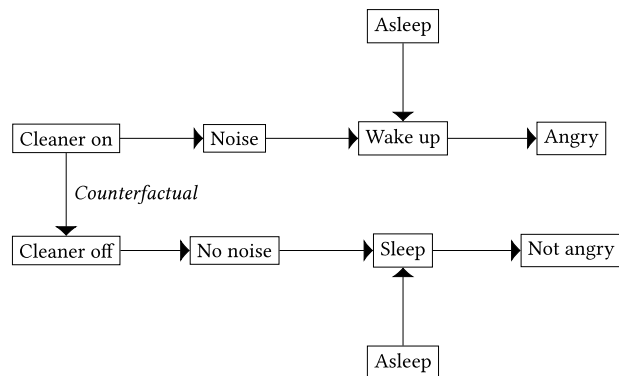 Asleep
Cleaner on
Noise
Wake up
Angry
Counterfactual
Cleaner off
No noise
Sleep
Not angry
Asleep